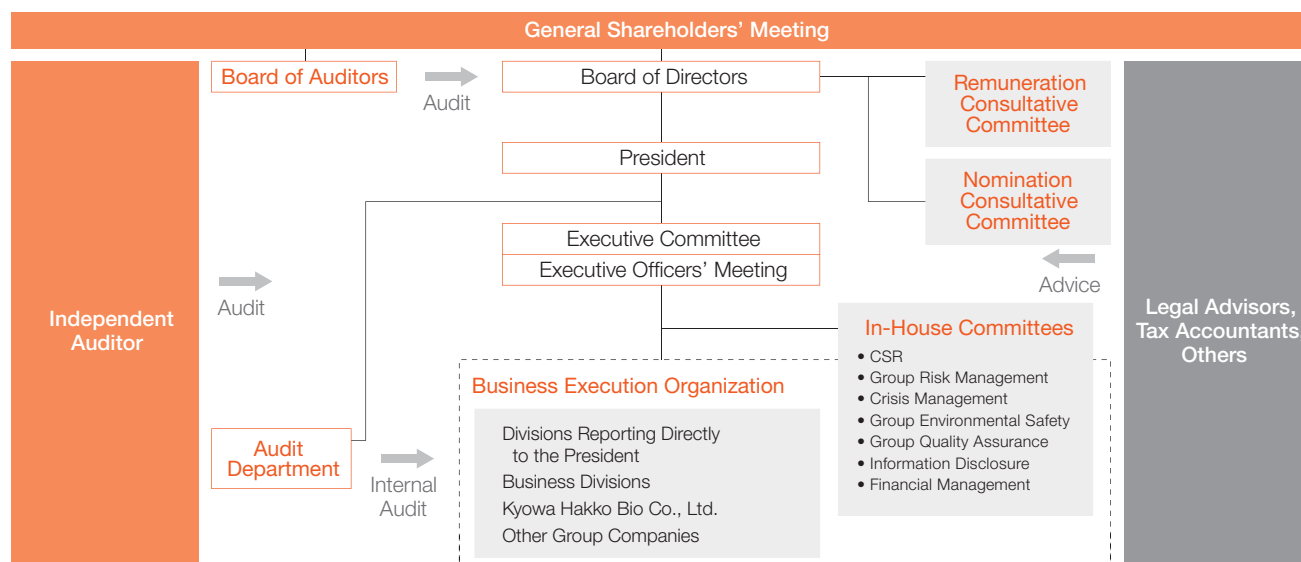 General Shareholders’ Meeting
Board of Auditors
Audit
Board of Directors
Remuneration
Consultative
Committee
President
Nomination
Consultative
Committee
Executive Committee
Executive Officers’ Meeting
Advice
Audit
Independent
Auditor
Legal Advisors,
Tax Accountants
Others
In-House Committees
• CSR
• Group Risk Management
• Crisis Management
• Group Environmental Safety
• Group Quality Assurance
• Information Disclosure
• Financial Management
Business Execution Organization
Divisions Reporting Directly
to the President
Business Divisions
Kyowa Hakko Bio Co., Ltd.
Other Group Companies
Audit
Department
Internal
Audit